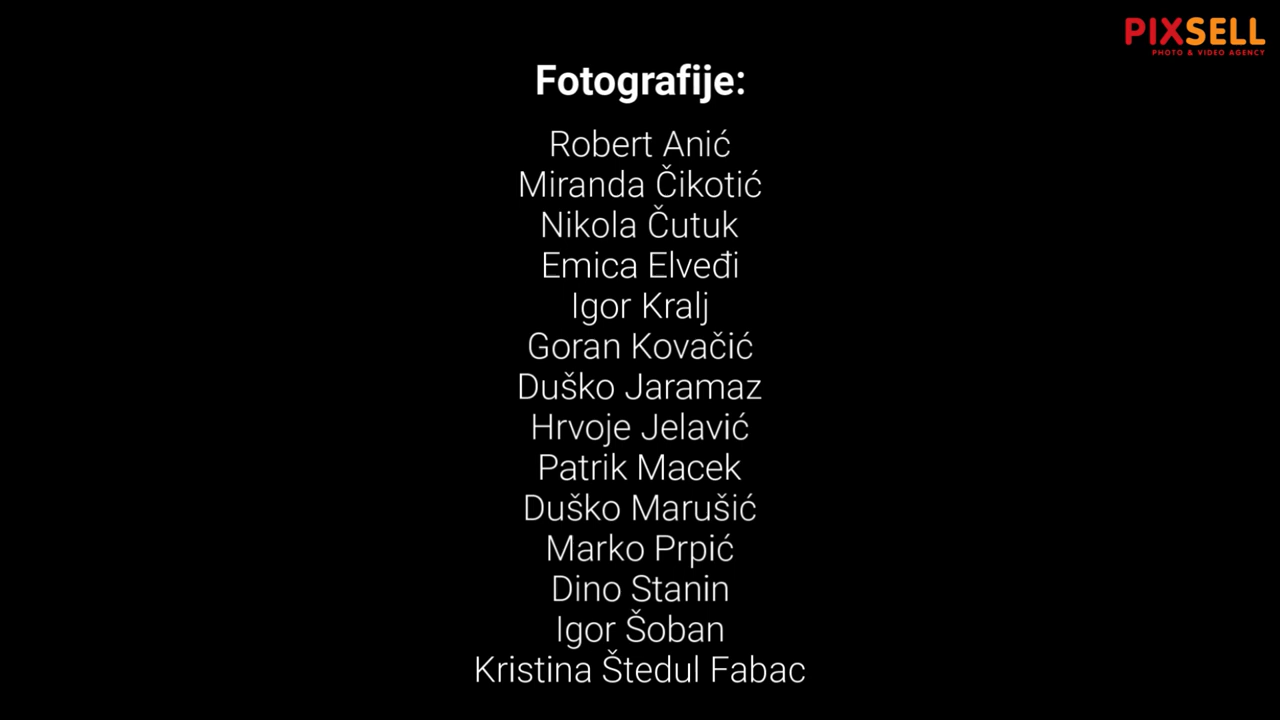 PIXSELL
PHOTO & VIDEO AGENCY
Fotografije:
Robert Anić
Miranda Čikotić
Nikola Čutuk
Emica Elveđi
Igor Kralj
Goran Kovačić
Duško Jaramaz
Hrvoje Jelavić
Patrik Macek
Duško Marušić
Marko Prpić
Dino Stanin
Igor Šoban
Kristina Štedul Fabac